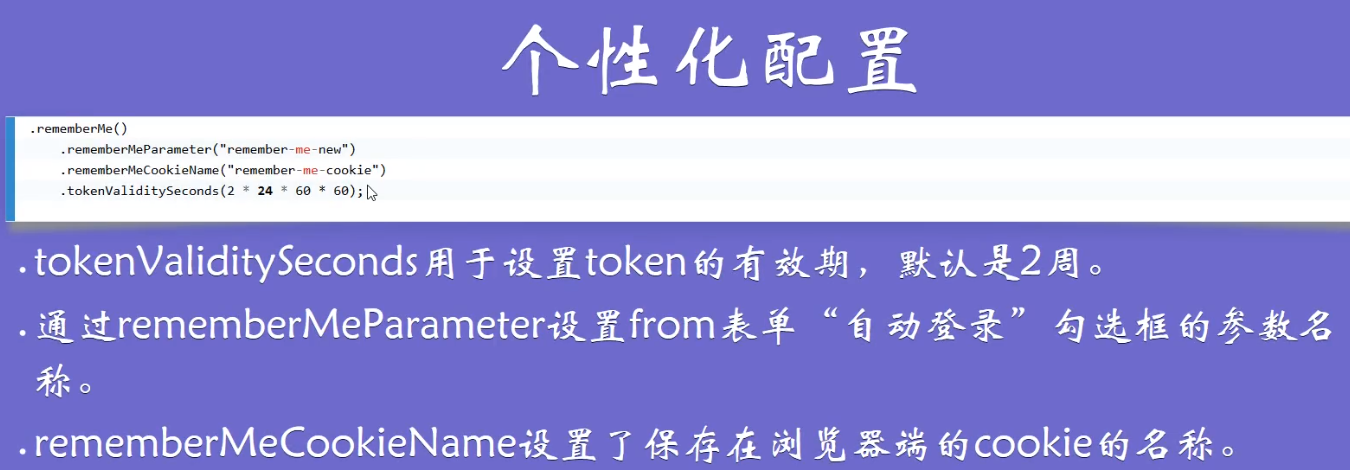 个性化配置
.rememberMe()
.rememberMeParameter("remember-me-new")
.rememberMeCookieName("remember-me-cookie")
.tokenValiditySeconds(2 * 24 * 60 * 60);
.tokenValiditySeconds用于设置token的有效期，默认是2周。
.通过rememberMeParameter设置from表单“自动登录”勾选框的参数名
称。
.rememberMeCookieName设置了保存在浏览器端的cookie的名称。